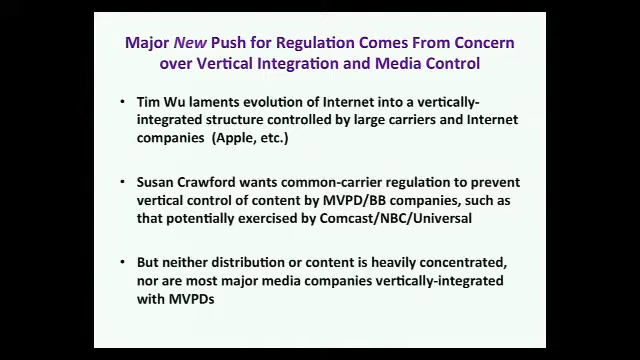 Major New Push for Regulation Comes From Concern
over Vertical Integration and Media Control
• Tim Wu laments evolution of Internet into a vertically-
integrated structure controlled by large carriers and Internet
companies (Apple, etc.)
• Susan Crawford wants common-carrier regulation to prevent
vertical control of content by MVPD/BB companies, such as
that potentially exercised by Comcast/NBC/Universal
• But neither distribution or content is heavily concentrated,
nor are most major media companies vertically-integrated
with MVPDs